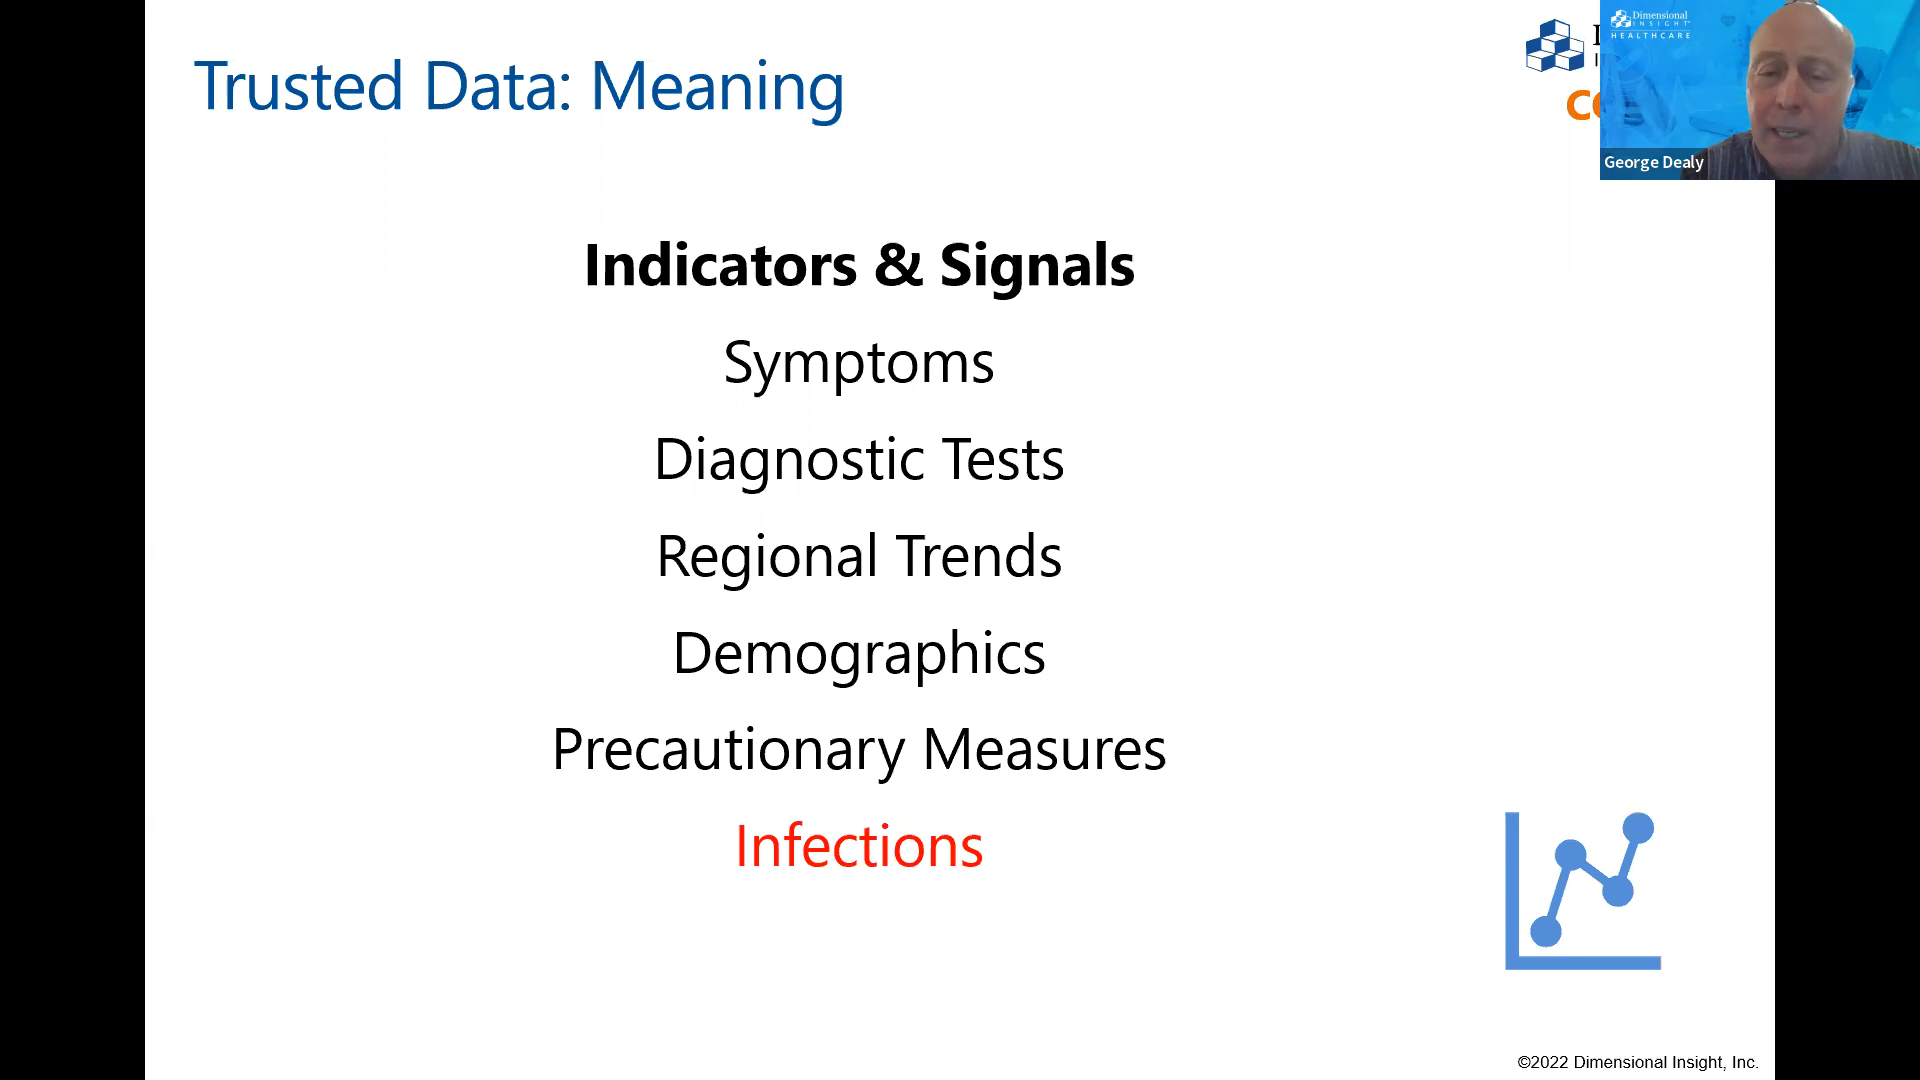 Trusted Data: Meaning
Dimensional
INSIGHT
HEALTHCARE
George Dealy
Indicators & Signals
Symptoms
Diagnostic Tests
Regional Trends
Demographics
Precautionary Measures
Infections
©2022 Dimensional Insight, Inc.